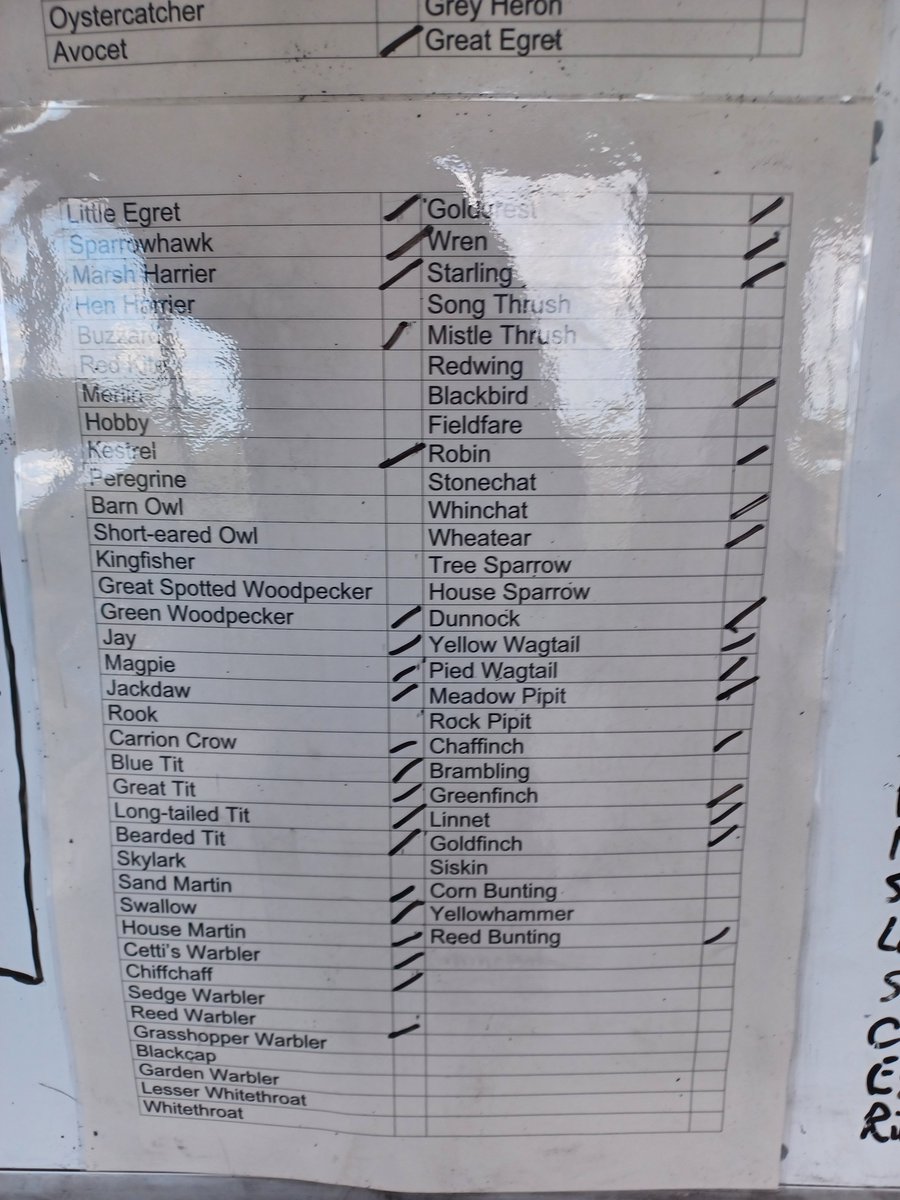 Oystercatcher
Grey Heron
Avocet
Great Egret
Little Egret
Sparrowhawk
Marsh Harrier
Hen Harrier
Buzzard
Red Kite
Merlin
Hobby
Kestrel
Peregrine
Barn Owl
Short-eared Owl
Kingfisher
Great Spotted Woodpecker
Green Woodpecker
Jay
Magpie
Jackdaw
Rook
Carrion Crow
Blue Tit
Great Tit
Long-tailed Tit
Bearded Tit
Skylark
Sand Martin
Swallow
House Martin
Cetti's Warbler
Chiffchaff
Sedge Warbler
Reed Warbler
Grasshopper Warbler
Blackcap
Garden Warbler
Lesser Whitethroat
Whitethroat
Goldcrest
Wren
Starling
Song Thrush
Mistle Thrush
Redwing
Blackbird
Fieldfare
Robin
Stonechat
Whinchat
Wheatear
Tree Sparrow
House Sparrow
Dunnock
Yellow Wagtail
Pied Wagtail
Meadow Pipit
Rock Pipit
Chaffinch
Brambling
Greenfinch
Linnet
Goldfinch
Siskin
Corn Bunting
Yellowhammer
Reed Bunting